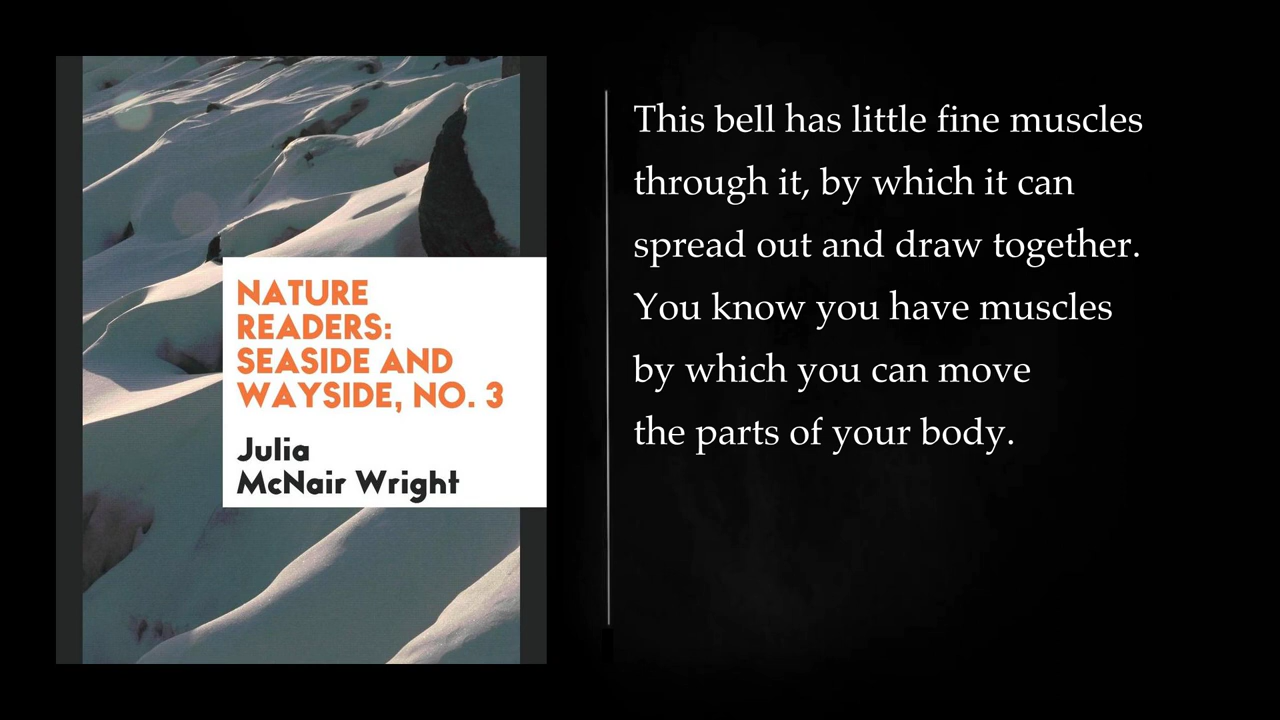 NATURE
READERS:
SEASIDE AND
WAYSIDE, NO. 3
Julia
McNair Wright
This bell has little fine muscles
through it, by which it can
spread out and draw together.
You know you have muscles
by which you can move
the parts of your body.